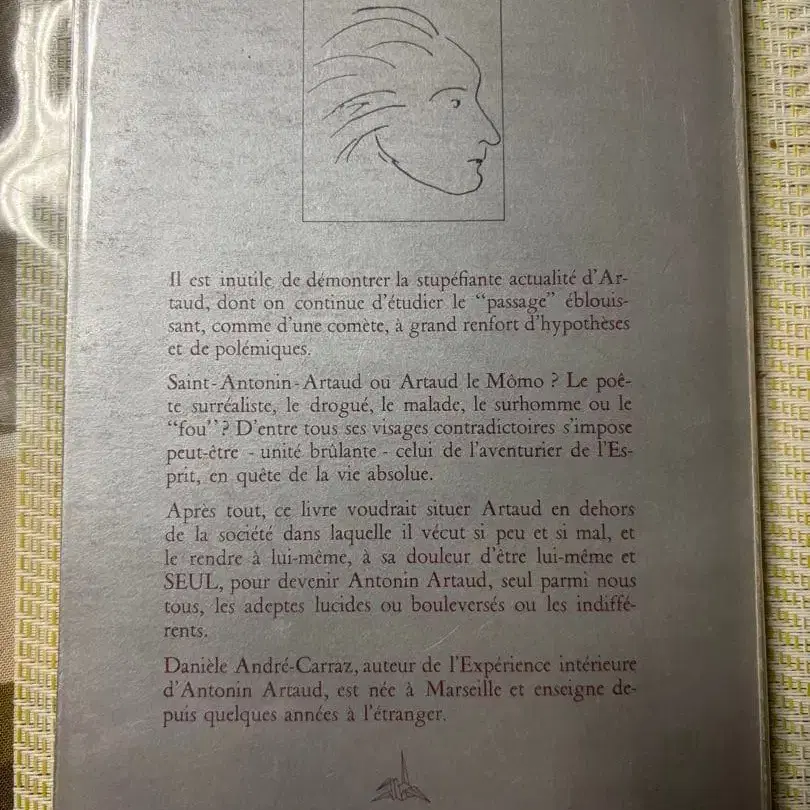 Il est inutile de démontrer la stupéfiante actualité d'Ar-
taud, dont on continue d'étudier le "passage" éblouis-
sant, comme d'une comète, à grand renfort d'hypothèses
et de polémiques.
Saint-Antonin-Artaud ou Artaud le Mômo ? Le poè-
te surréaliste, le drogué, le malade, le surhomme ou le
"fou" ? D'entre tous ses visages contradictoires s'impose
peut-être - unité brûlante - celui de l'aventurier de l'Es-
prit, en quête de la vie absolue.
Après tout, ce livre voudrait situer Artaud en dehors
de la société dans laquelle il vécut si peu et si mal, et
le rendre à lui-même, à sa douleur d'être lui-même et
SEUL, pour devenir Antonin Artaud, seul parmi nous
tous, les adeptes lucides ou bouleversés ou les indiffé-
rents.
Danièle André-Carraz, auteur de l'Expérience intérieure
d'Antonin Artaud, est née à Marseille et enseigne de-
puis quelques années à l'étranger.